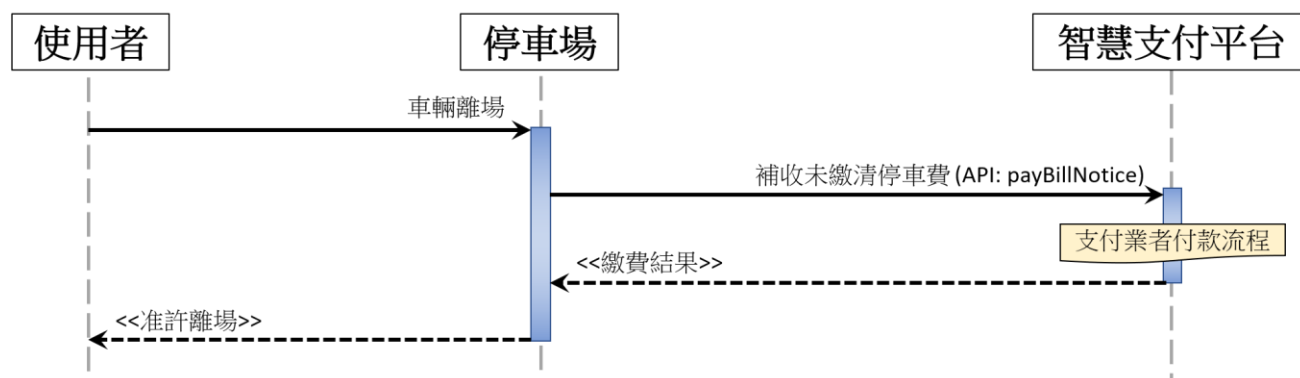 使用者
停車場
智慧支付平台
車輛離場
補收未繳清停車費 (API: payBillNotice)
支付業者付款流程
<<繳費結果>>
<<准許離場>>